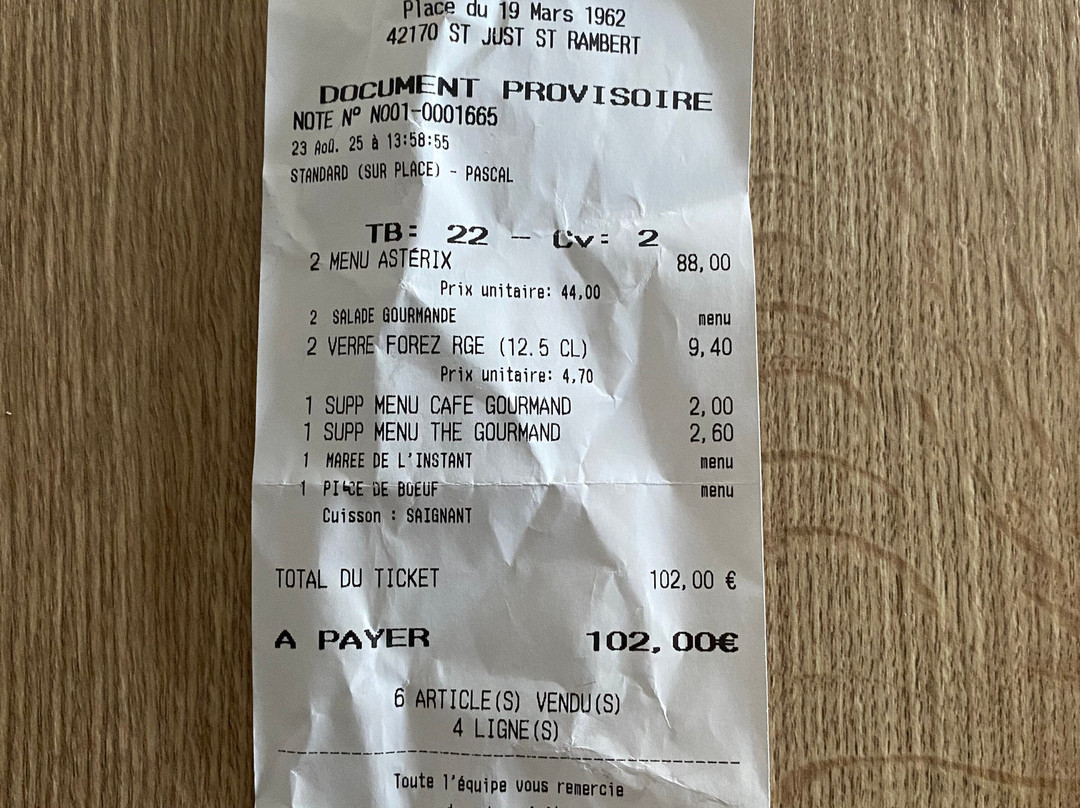 Place du 19 Mars 1962
42170 ST JUST ST RAMBERT
DOCUMENT PROVISOIRE
NOTE Nº N001-0001665
23 Aoû. 25 à 13:58:55
STANDARD (SUR PLACE) - PASCAL
TB: 22 - Cv: 2
2 MENU ASTÉRIX 88,00
Prix unitaire: 44,00
2 SALADE GOURMANDE menu
2 VERRE FOREZ RGE (12.5 CL) 9,40
Prix unitaire: 4,70
1 SUPP MENU CAFE GOURMAND 2,00
1 SUPP MENU THE GOURMAND 2,60
1 MAREE DE L'INSTANT menu
1 DE BOEUF menu
Cuisson : SAIGNANT
TOTAL DU TICKET 102,00 €
A PAYER 102,00€
6 ARTICLE(S) VENDU(S)
4 LIGNE(S)
Toute l'équipe vous remercie